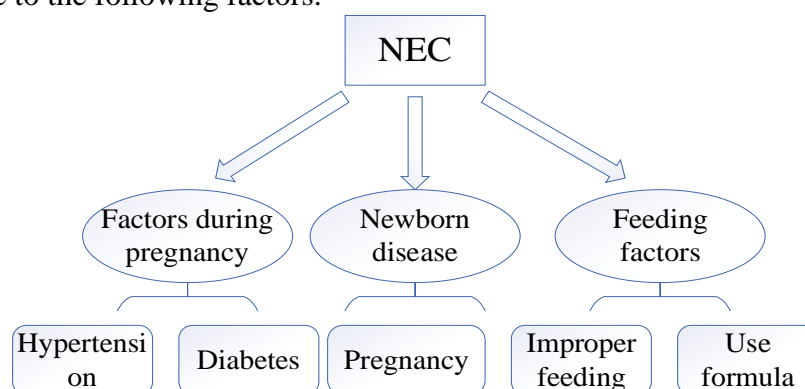 e to the following factors.
NEC
Factors during
pregnancy
Newborn
disease
Feeding
factors
Hypertensi
on
Diabetes
Pregnancy
Improper
feeding
Use
formula